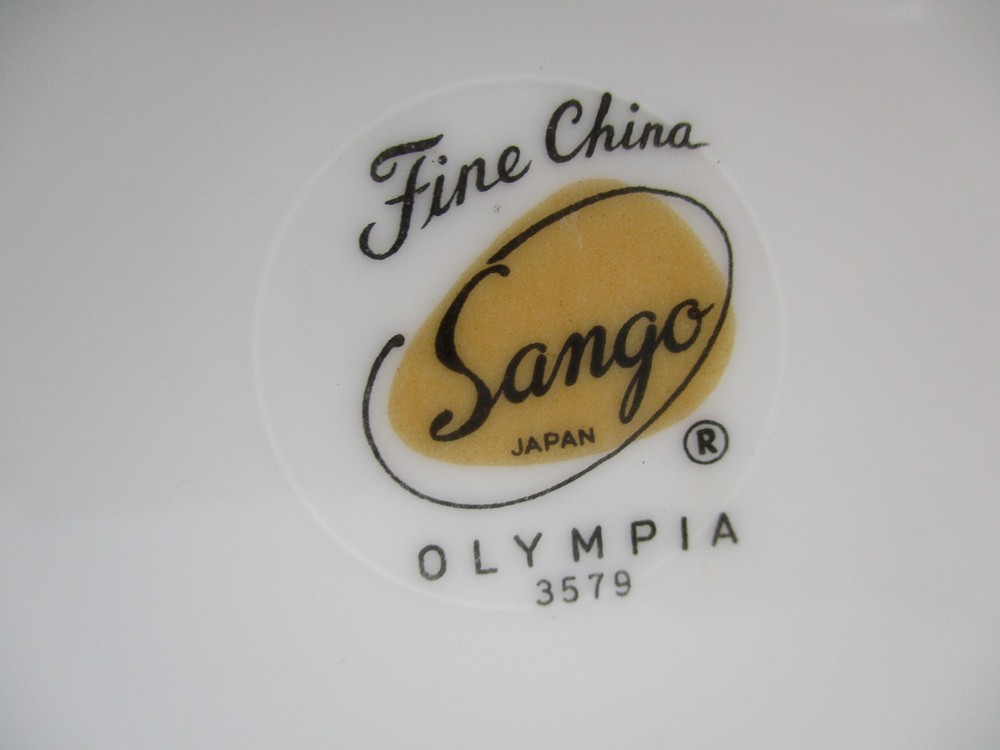 Fine China
Sango
JAPAN
®
OLYMPIA
3579